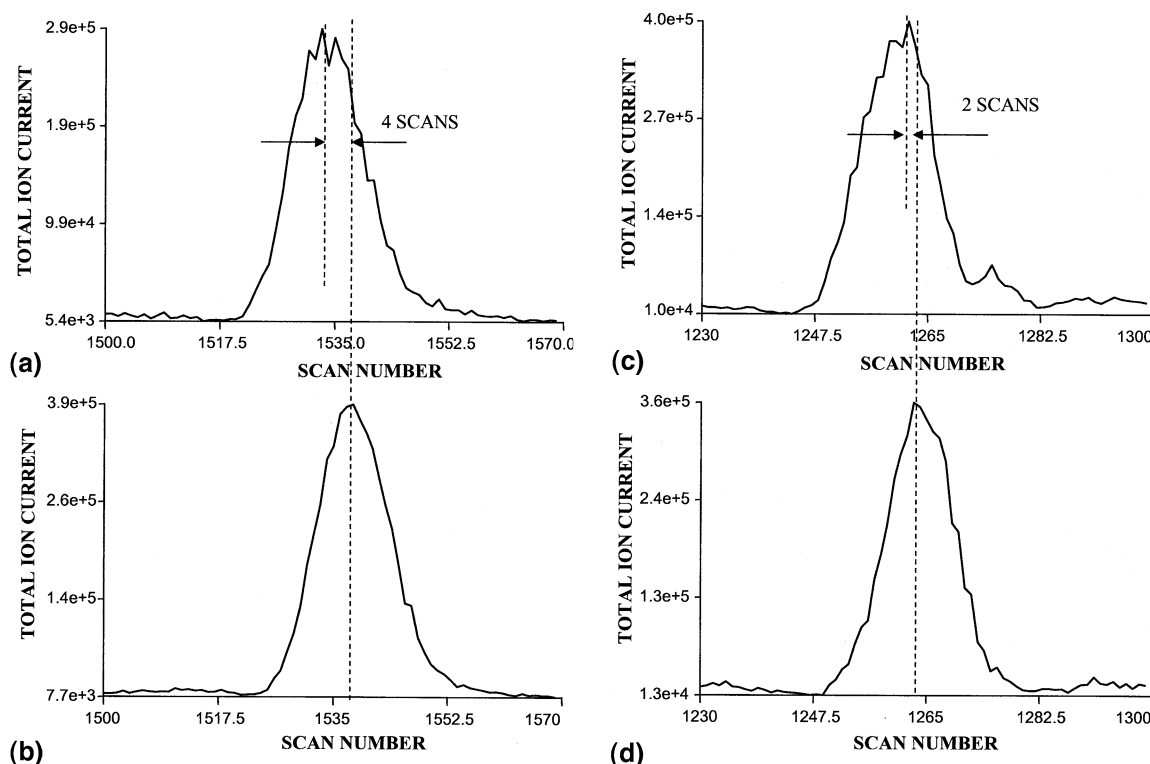 2.9e+5
1.9e+5
9.9e+4
5.4e+3
TOTAL ION CURRENT
4 SCANS
1500.0 1517.5 1535.0 1552.5 1570.0
SCAN NUMBER
(a)
4.0e+5
2.7e+5
1.4e+5
1.0e+4
TOTAL ION CURRENT
2 SCANS
1230 1247.5 1265 1282.5 1300
SCAN NUMBER
(c)
3.9e+5
2.6e+5
1.4e+5
7.7e+3
TOTAL ION CURRENT
1500 1517.5 1535 1552.5 1570
SCAN NUMBER
(b)
3.6e+5
2.4e+5
1.3e+5
1.3e+4
TOTAL ION CURRENT
1230 1247.5 1265 1282.5 1300
SCAN NUMBER
(d)